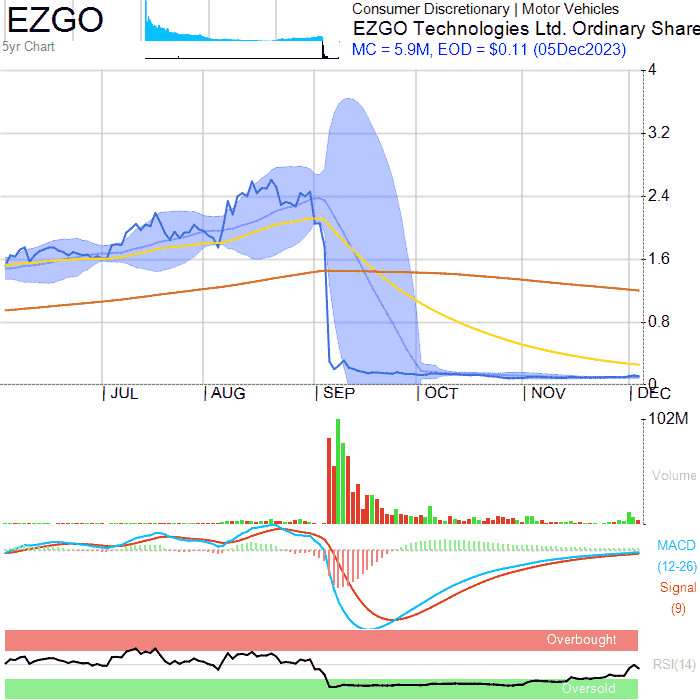 EZGO
5yr Chart
Consumer Discretionary | Motor Vehicles
EZGO Technologies Ltd. Ordinary Share
MC = 5.9M, EOD = $0.11 (05Dec2023)
4
3.2
2.4
1.6
0.8
0
JUL
AUG
SEP
OCT
NOV
DEC
102M
Volume
MACD
(12-26)
Signal
(9)
Overbought
RSI(14)
Oversold